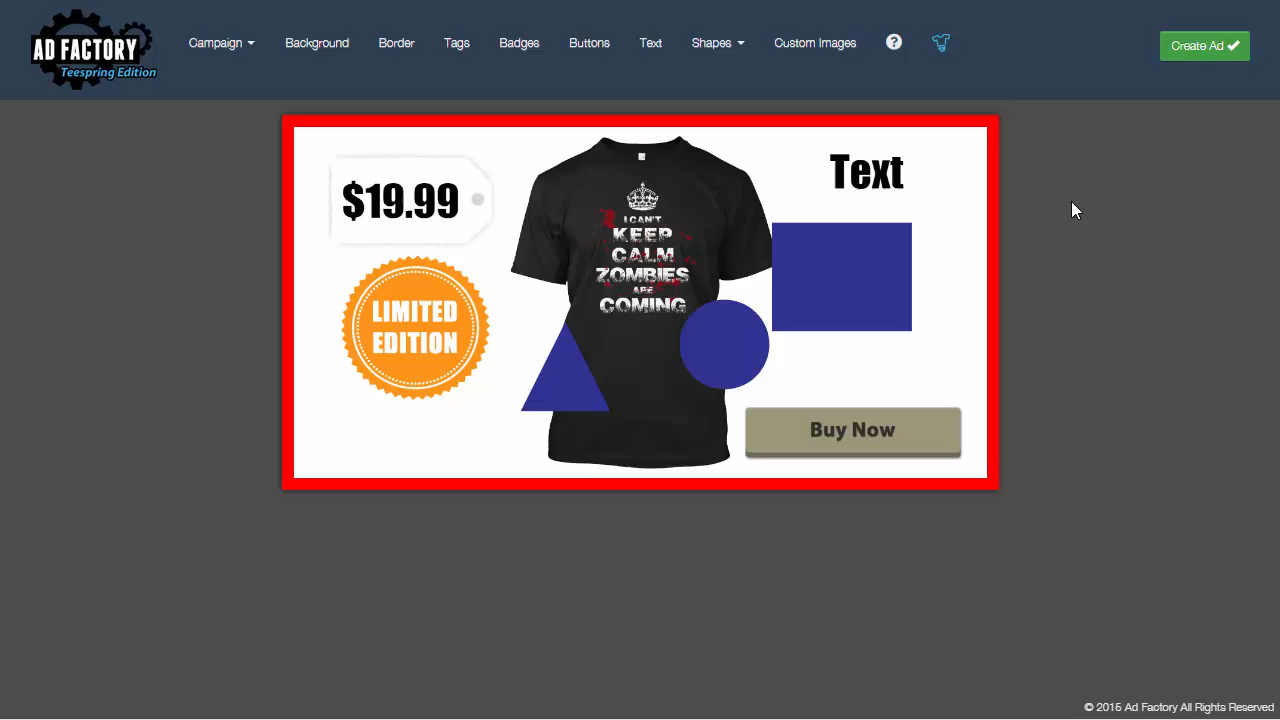 AD FACTORY
Teespring Edition
Campaign
Background
Border
Tags
Badges
Buttons
Text
Shapes
Custom Images
?
Create Ad
$19.99
LIMITED
EDITION
I CAN'T
KEEP
CALM
ZOMBIES
ARE
COMING
Text
Buy Now
© 2015 Ad Factory All Rights Reserved